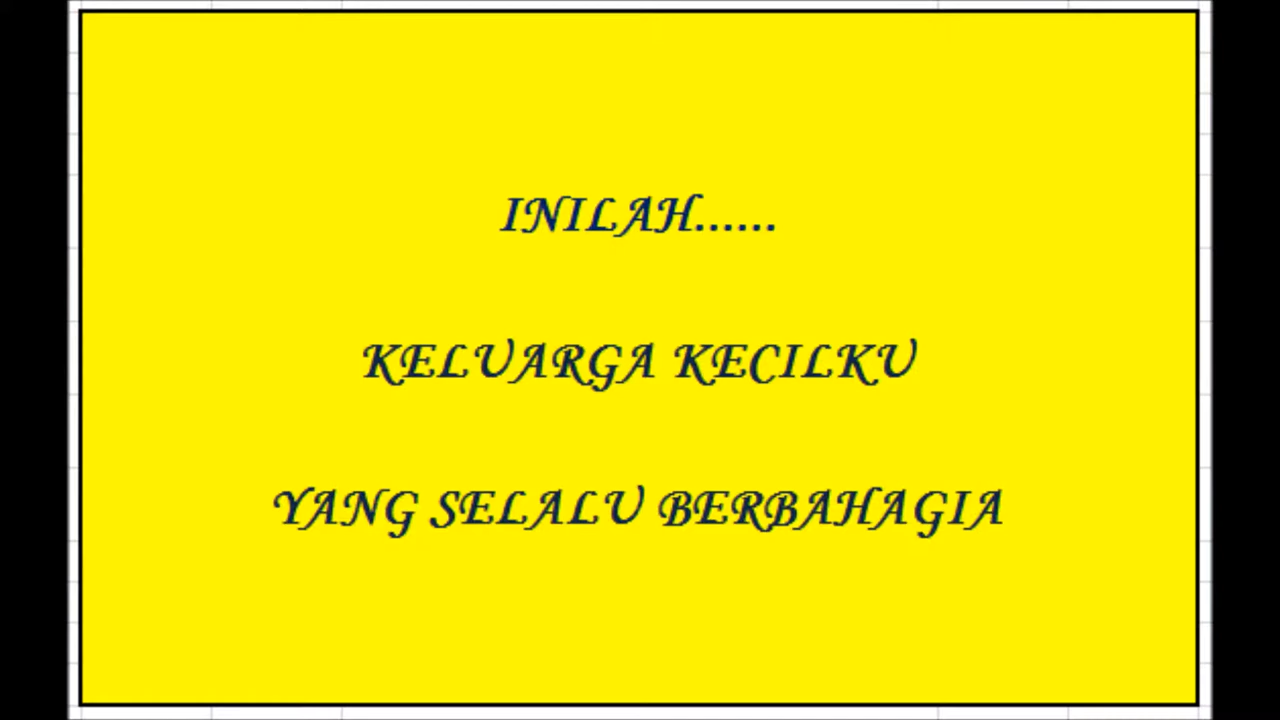 INILAH......
KELUARGA KECILKU
YANG SELALU BERBAHAGIA